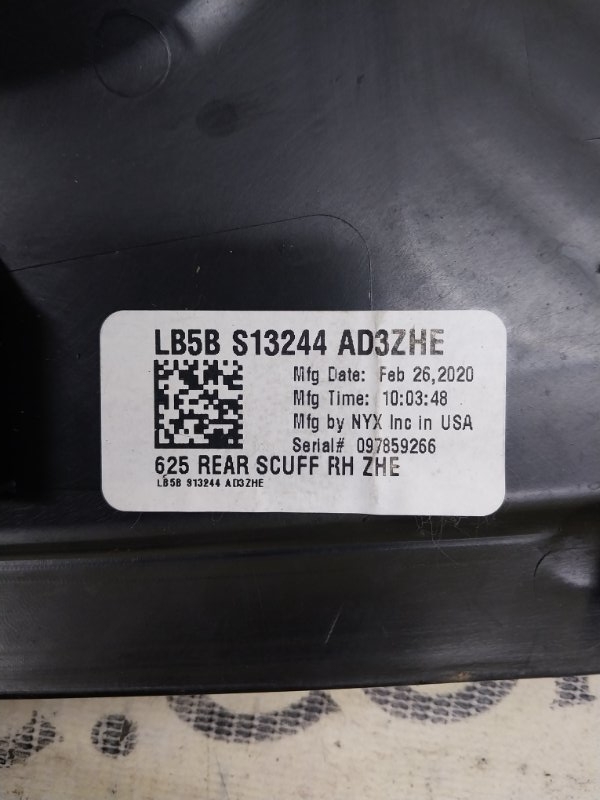 LB5B S13244 AD3ZHE
Mfg Date: Feb 26,2020
Mfg Time: 10:03:48
Mfg by NYX Inc in USA
Serial# 097859266
625 REAR SCUFF RH ZHE
LB5B S13244 AD3ZHE